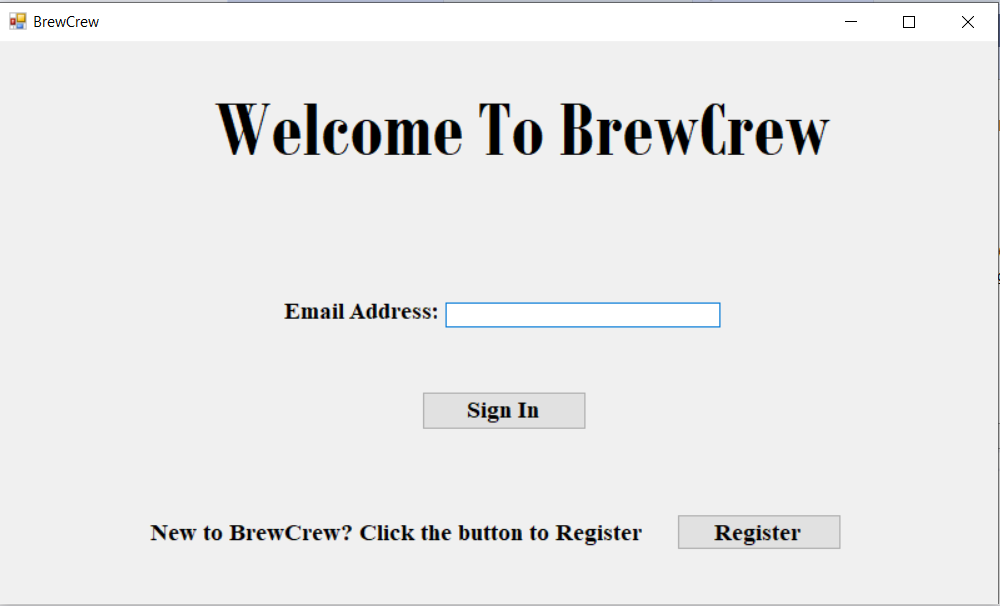 BrewCrew
Welcome To BrewCrew
Email Address:
Sign In
New to BrewCrew? Click the button to Register
Register